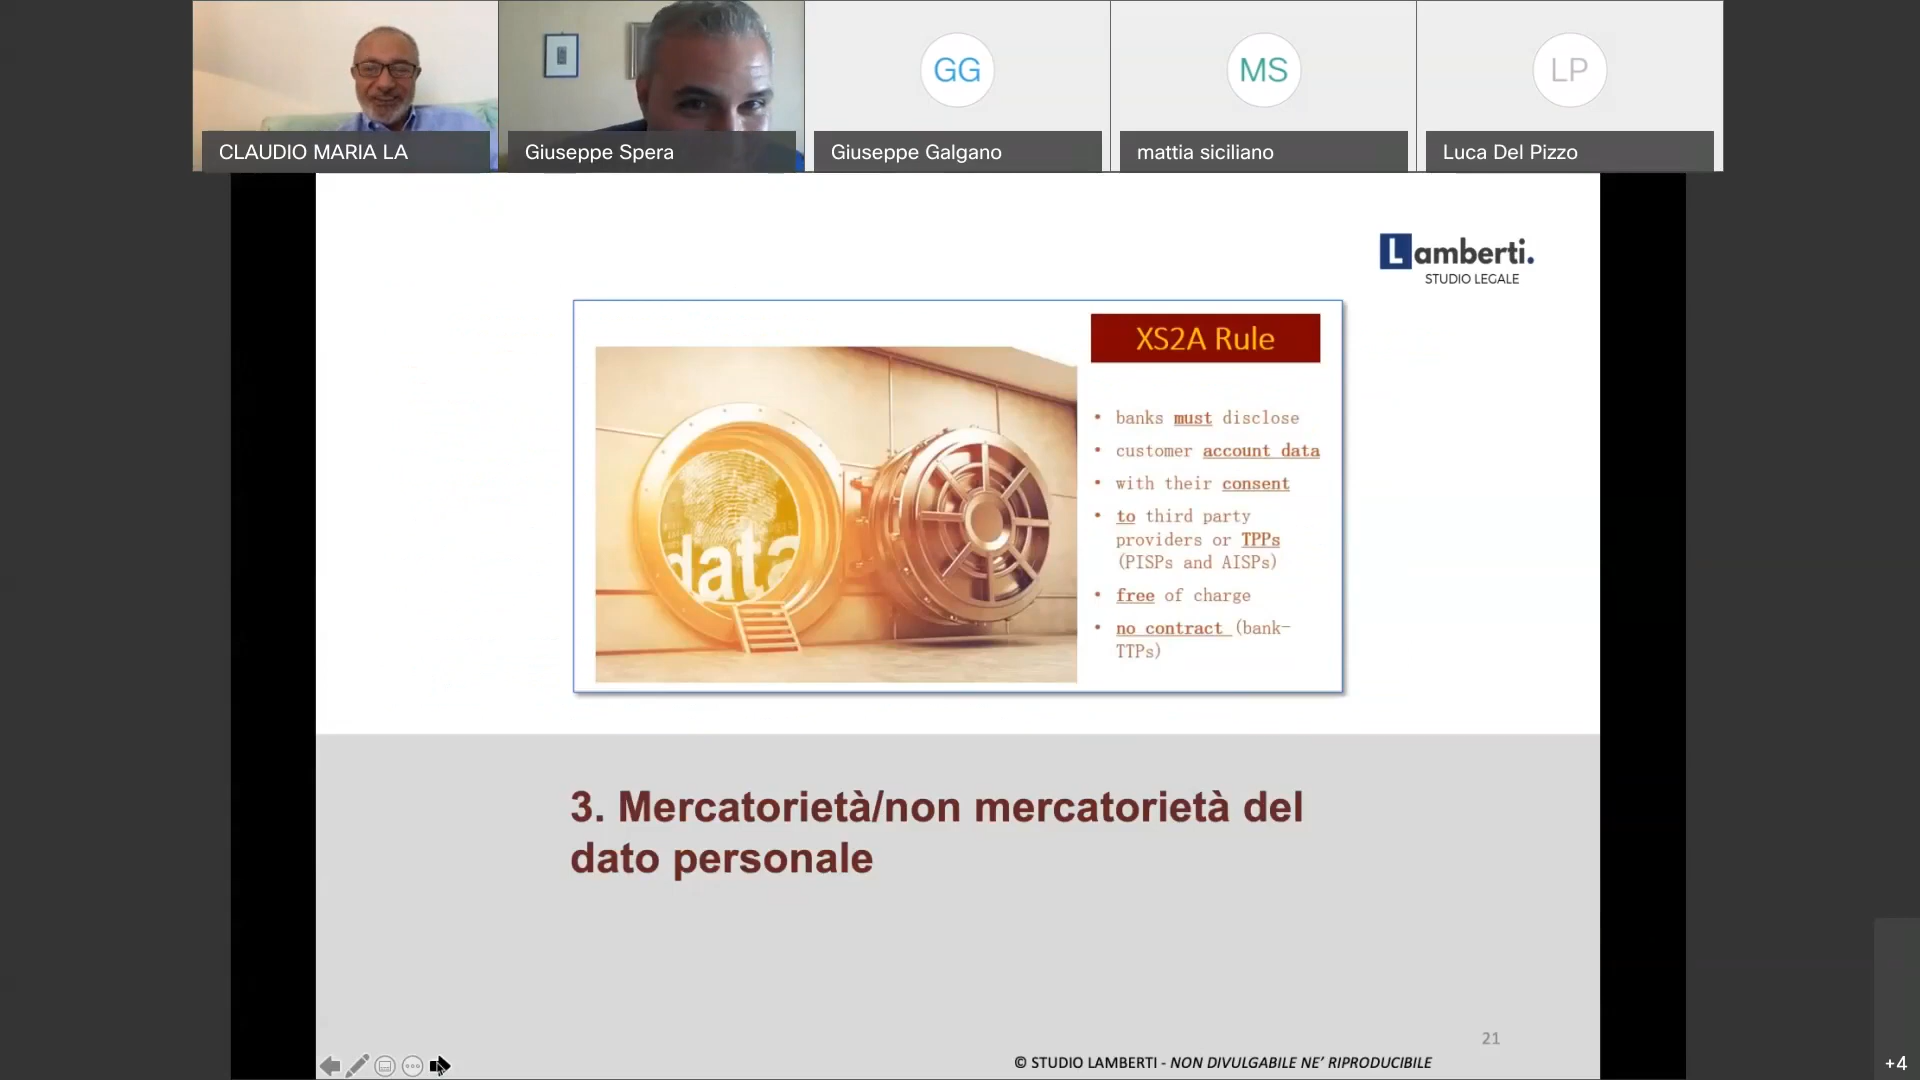 CLAUDIO MARIA LA
Giuseppe Spera
GG
Giuseppe Galgano
MS
mattia siciliano
LP
Luca Del Pizzo
Lamberti.
STUDIO LEGALE
XS2A Rule
data
• banks must disclose
• customer account data
• with their consent
• to third party
providers or TPPs
(PISPs and AISPs)
• free of charge
• no contract (bank-
TTPs)
3. Mercatorietà/non mercatorietà del
dato personale
21
© STUDIO LAMBERTI - NON DIVULGABILE NE’ RIPRODUCIBILE
+4